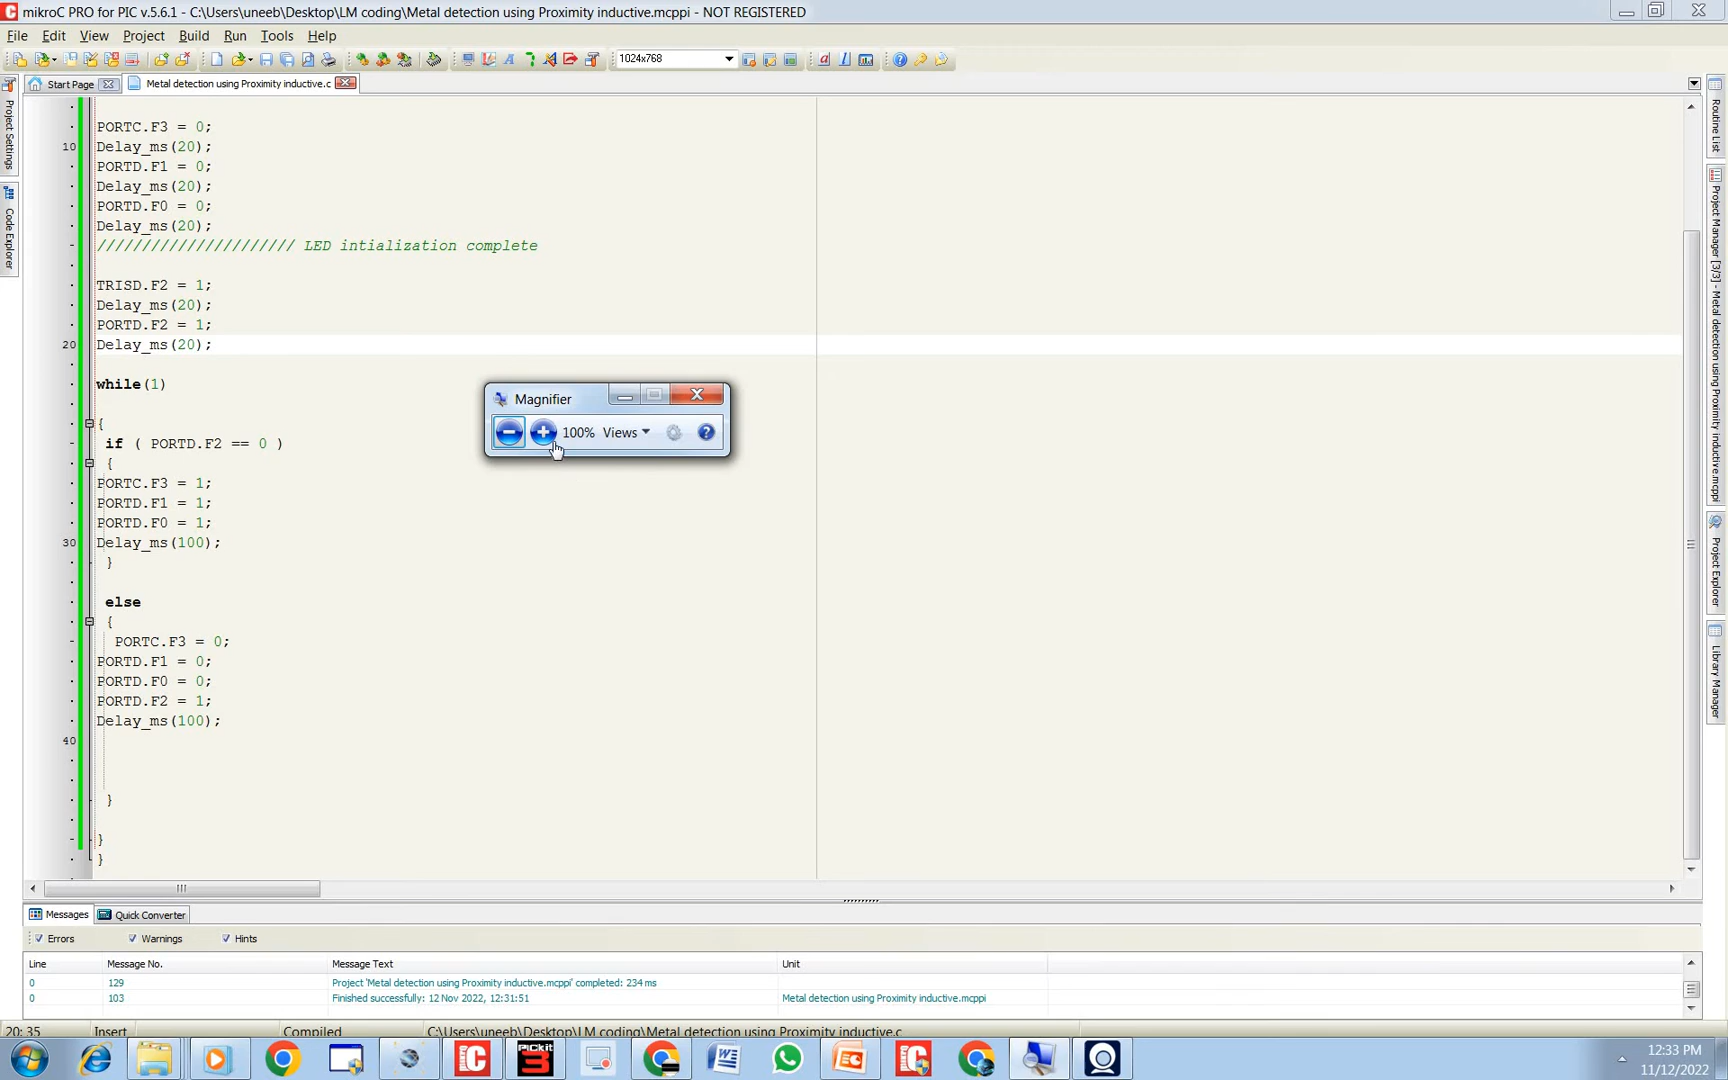 mikroC PRO for PIC v.5.6.1 - C:\Users\uneeb\Desktop\LM coding\Metal detection using Proximity inductive.mcppi - NOT REGISTERED
File Edit View Project Build Run Tools Help
1024x768
Start Page Metal detection using Proximity inductive.c
PORTC.F3 = 0;
10 Delay_ms(20);
PORTD.F1 = 0;
Delay_ms(20);
PORTD.F0 = 0;
Delay_ms(20);
////////////////////// LED intialization complete
TRISD.F2 = 1;
Delay_ms(20);
PORTD.F2 = 1;
20 Delay_ms(20);
while(1)
{
if ( PORTD.F2 == 0 )
{
PORTC.F3 = 1;
PORTD.F1 = 1;
PORTD.F0 = 1;
30 Delay_ms(100);
}
else
{
PORTC.F3 = 0;
PORTD.F1 = 0;
PORTD.F0 = 0;
PORTD.F2 = 1;
Delay_ms(100);
40
}
}
}
Magnifier
100% Views
Project Settings
Code Explorer
Routine List
Project Manager [3/3] - Metal detection using Proximity inductive.mcppi
Project Explorer
Library Manager
Messages Quick Converter
Errors Warnings Hints
Line Message No. Message Text Unit
0 129 Project 'Metal detection using Proximity inductive.mcppi' completed: 234 ms
0 103 Finished successfully: 12 Nov 2022, 12:31:51 Metal detection using Proximity inductive.mcppi
20: 35 Insert Compiled C:\Users\uneeb\Desktop\LM coding\Metal detection using Proximity inductive.c
PICkit 3
12:33 PM
11/12/2022